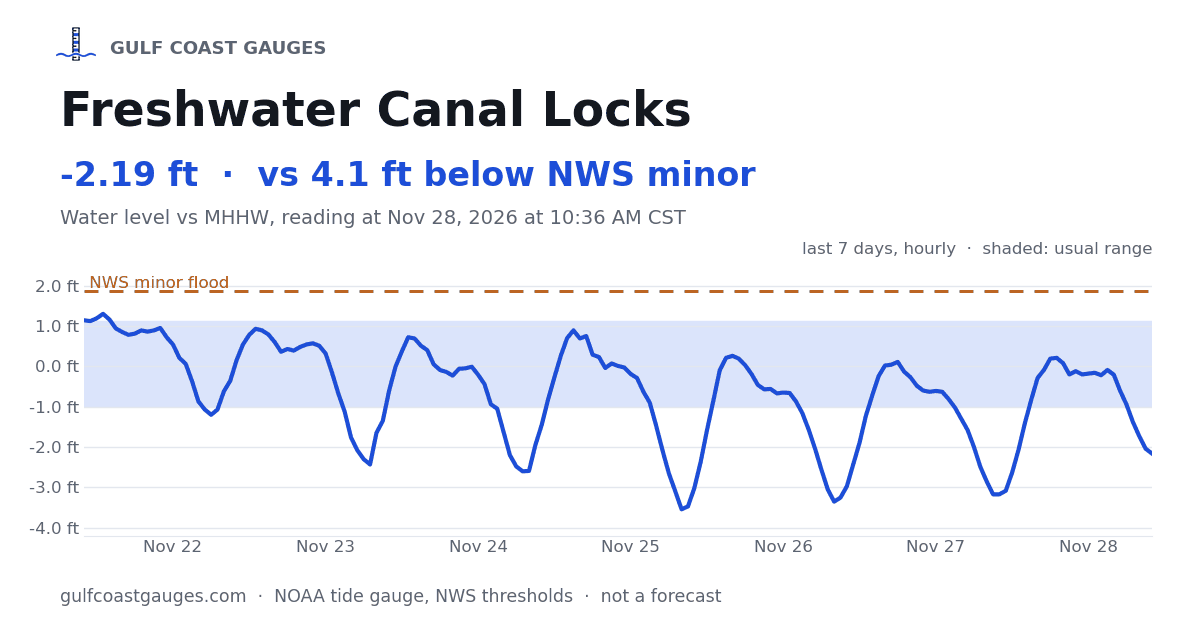 GULF COAST GAUGES
Freshwater Canal Locks
-2.19 ft · vs 4.1 ft below NWS minor
Water level vs MHHW, reading at Nov 28, 2026 at 10:36 AM CST
last 7 days, hourly · shaded: usual range
NWS minor flood
2.0 ft
1.0 ft
0.0 ft
-1.0 ft
-2.0 ft
-3.0 ft
-4.0 ft
Nov 22 Nov 23 Nov 24 Nov 25 Nov 26 Nov 27 Nov 28
gulfcoastgauges.com · NOAA tide gauge, NWS thresholds · not a forecast